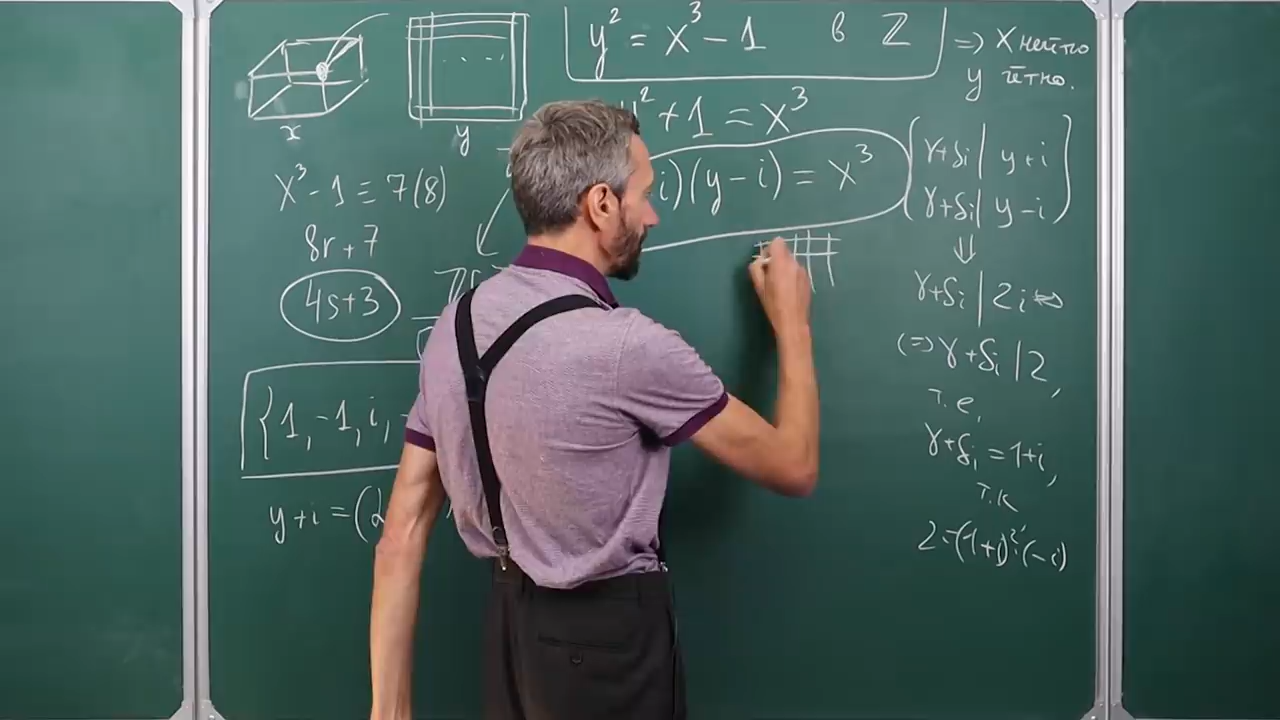 x
y
y² = x³ - 1 в Z
=> x нечётно
y чётно.
y² + 1 = x³
i)(y - i) = x³
x³ - 1 ≡ 7 (8)
8r + 7
4s+3
{1, -1, i, -
y + i = (
γ+δi | y+i
γ+δi | y-i
⇓
γ+δi | 2i <=>
<=> γ+δi | 2,
т.е.
γ+δi = 1+i,
т.к
2 = (1+i)²·(-i)